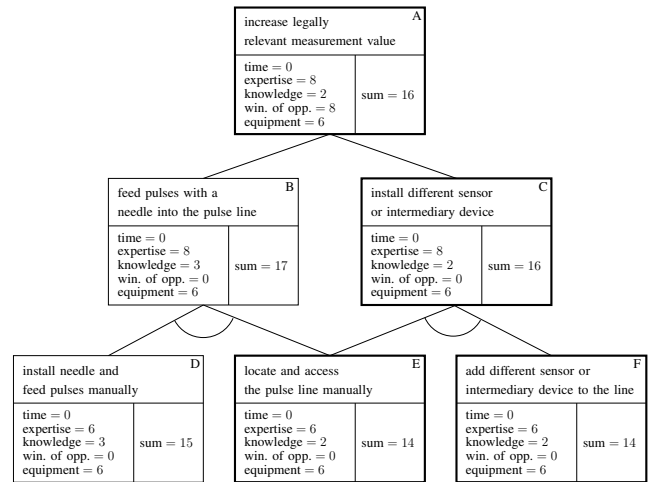 A
increase legally
relevant measurement value
time = 0
expertise = 8
knowledge = 2
win. of opp. = 8
equipment = 6
sum = 16
B
feed pulses with a
needle into the pulse line
time = 0
expertise = 8
knowledge = 3
win. of opp. = 0
equipment = 6
sum = 17
C
install different sensor
or intermediary device
time = 0
expertise = 8
knowledge = 2
win. of opp. = 0
equipment = 6
sum = 16
D
install needle and
feed pulses manually
time = 0
expertise = 6
knowledge = 3
win. of opp. = 0
equipment = 6
sum = 15
E
locate and access
the pulse line manually
time = 0
expertise = 6
knowledge = 2
win. of opp. = 0
equipment = 6
sum = 14
F
add different sensor or
intermediary device to the line
time = 0
expertise = 6
knowledge = 2
win. of opp. = 0
equipment = 6
sum = 14